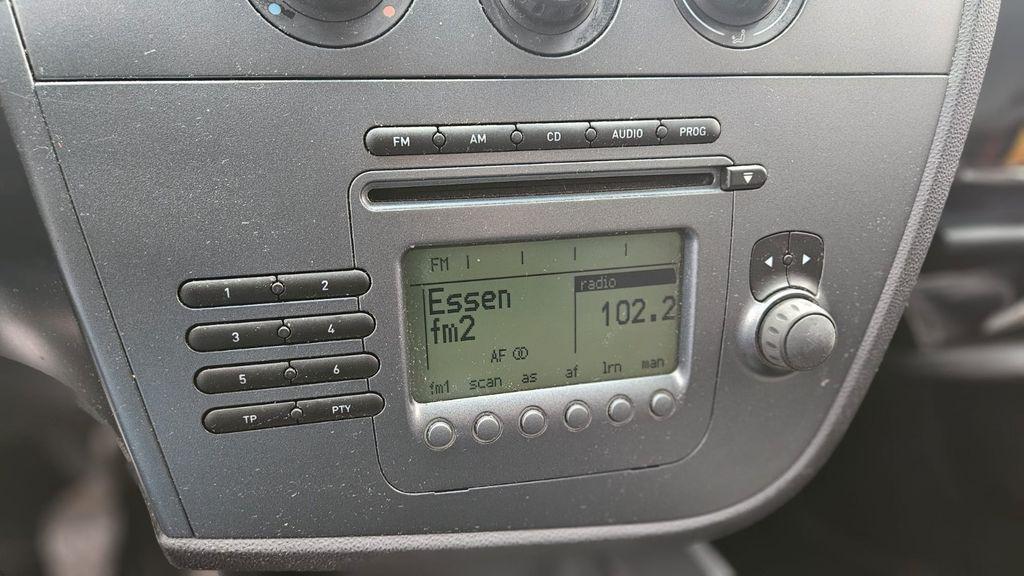 FM AM CD AUDIO PROG
FM
radio
Essen
102.2
fm2
AF
fm1 scan as af lrn man
1 2
3 4
5 6
TP PTY